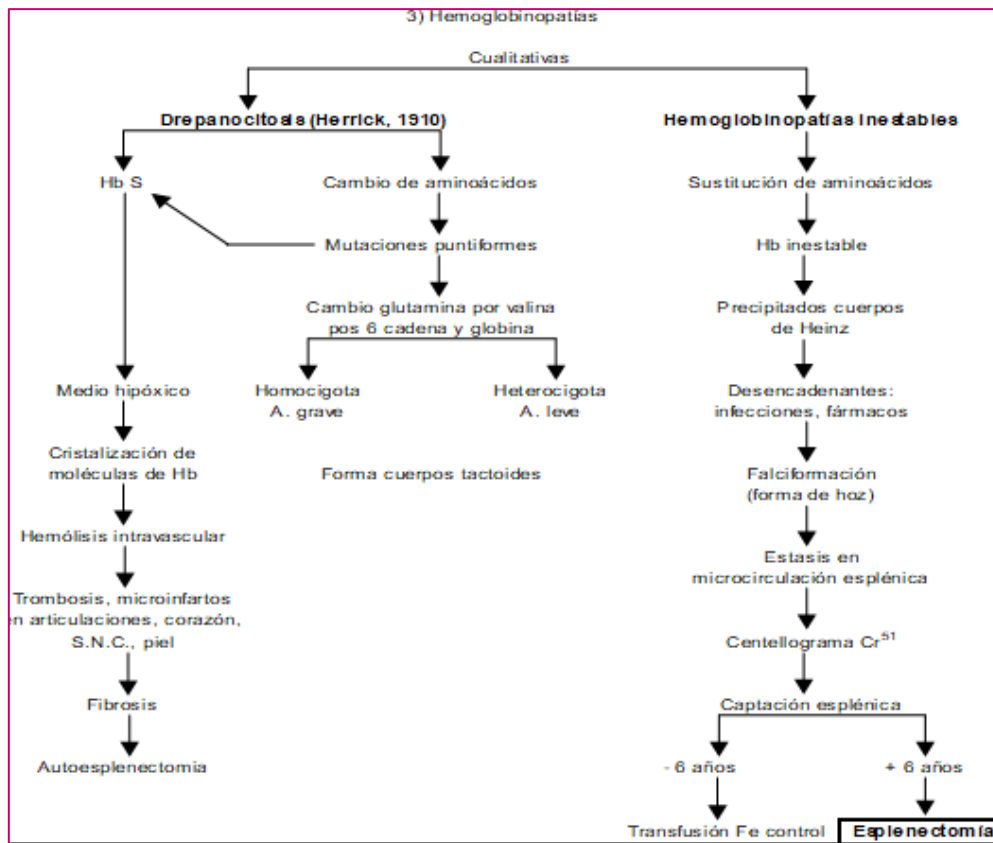 3) Hemoglobinopatías
Cualitativas
Drepanocitosis (Herrick, 1910)
Hemoglobinopatías Inestables
Hb S
Cambio de aminoácidos
Sustitución de aminoácidos
Mutaciones puntiformes
Hb inestable
Cambio glutamina por valina
pos 6 cadena y globina
Precipitados cuerpos
de Heinz
Medio hipóxico
Homocigota
A. grave
Heterocigota
A. leve
Desencadenantes:
infecciones, fármacos
Cristalización de
moléculas de Hb
Forma cuerpos tactoides
Falciformación
(forma de hoz)
Hemólisis intravascular
Estasis en
microcirculación esplénica
Trombosis, microinfartos
en articulaciones, corazón,
S.N.C., piel
Centellograma Cr⁵¹
Fibrosis
Captación esplénica
Autoesplenectomia
- 6 años
+ 6 años
Transfusión Fe control
Esplenectomía